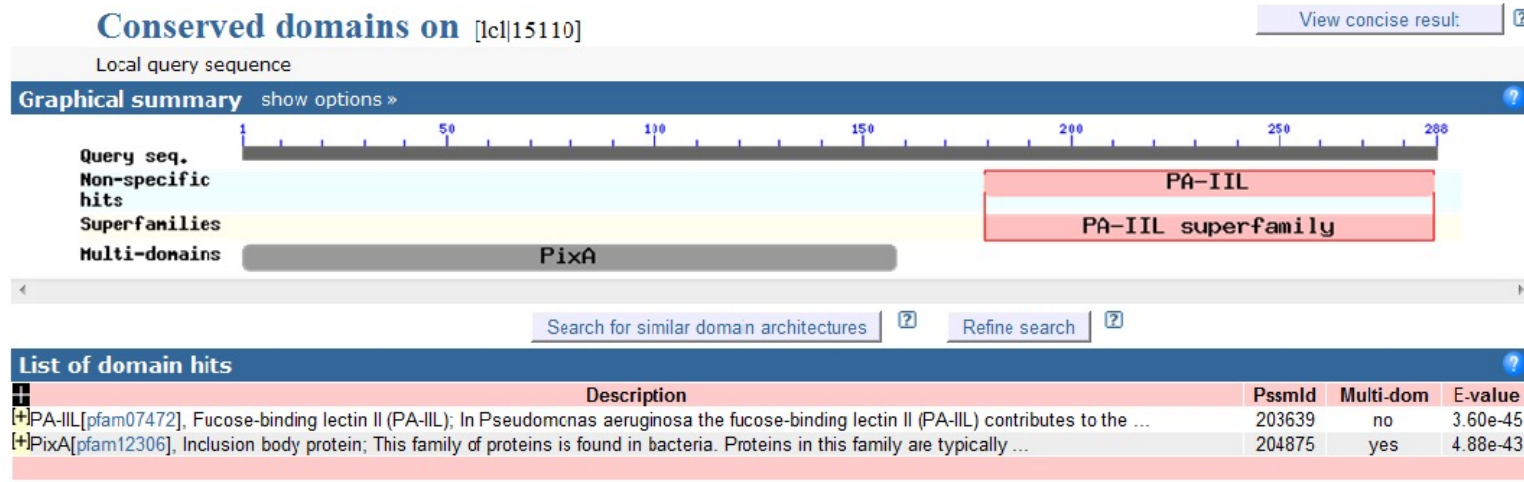 Conserved domains on [lcl|15110]
View concise result
?
Local query sequence
Graphical summary show options »
?
1 50 100 150 200 250 288
Query seq.
Non-specific
hits
PA-IIL
Superfamilies
PA-IIL superfamily
Multi-domains
PixA
Search for similar domain architectures ? Refine search ?
List of domain hits
?
+ Description PssmId Multi-dom E-value
[+]PA-IIL[pfam07472], Fucose-binding lectin II (PA-IIL); In Pseudomonas aeruginosa the fucose-binding lectin II (PA-IIL) contributes to the ... 203639 no 3.60e-45
[+]PixA[pfam12306], Inclusion body protein; This family of proteins is found in bacteria. Proteins in this family are typically ... 204875 yes 4.88e-43